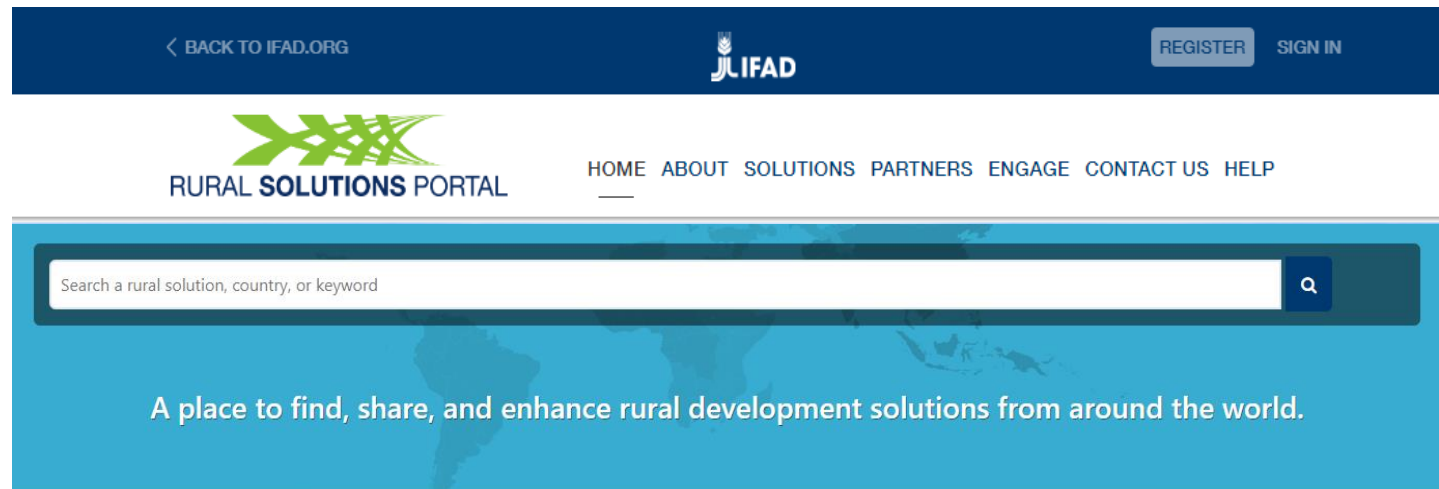 BACK TO IFAD.ORG
IFAD
REGISTER
SIGN IN
RURAL SOLUTIONS PORTAL
HOME ABOUT SOLUTIONS PARTNERS ENGAGE CONTACT US HELP
Search a rural solution, country, or keyword
A place to find, share, and enhance rural development solutions from around the world.